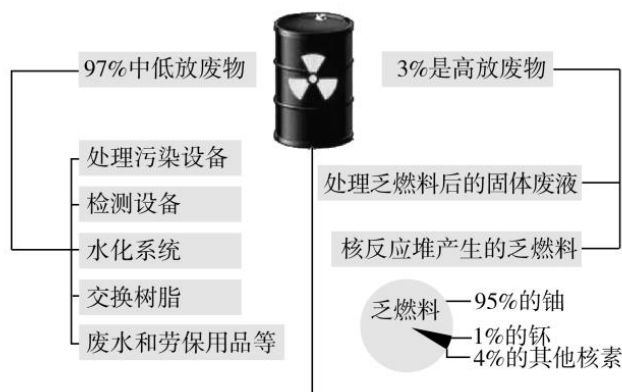 97%中低放废物
处理污染设备
检测设备
水化系统
交换树脂
废水和劳保用品等
3%是高放废物
处理乏燃料后的固体废液
核反应堆产生的乏燃料
乏燃料
95%的铀
1%的钚
4%的其他核素